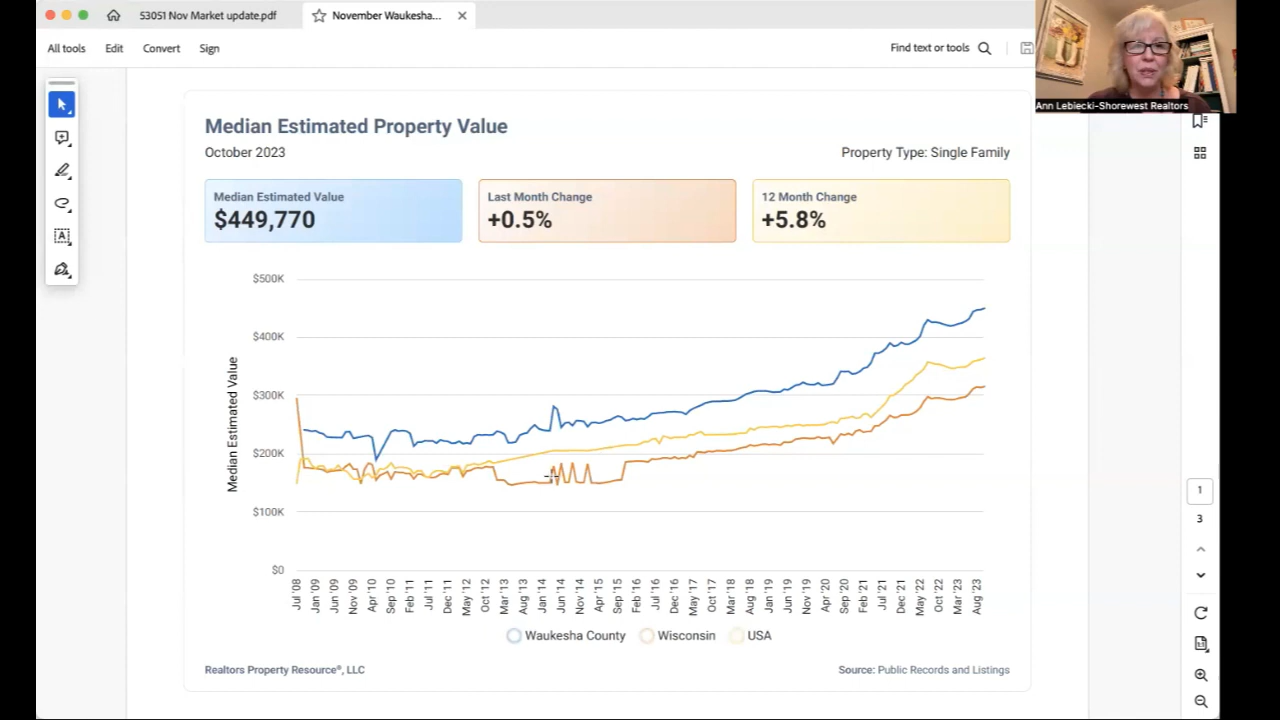 53051 Nov Market update.pdf
November Waukesha...
All tools
Edit
Convert
Sign
Find text or tools
Ann Lebiecki-Shorewest Realtors
Median Estimated Property Value
October 2023
Property Type: Single Family
Median Estimated Value
$449,770
Last Month Change
+0.5%
12 Month Change
+5.8%
$500K
$400K
$300K
$200K
$100K
$0
Median Estimated Value
Jul '08
Jan '09
Jun '09
Nov '09
Apr '10
Sep '10
Feb '11
Jul '11
Dec '11
May '12
Oct '12
Mar '13
Aug '13
Jan '14
Jun '14
Nov '14
Apr '15
Sep '15
Feb '16
Jul '16
Dec '16
May '17
Oct '17
Mar '18
Aug '18
Jan '19
Jun '19
Nov '19
Apr '20
Sep '20
Feb '21
Jul '21
Dec '21
May '22
Oct '22
Mar '23
Aug '23
Waukesha County
Wisconsin
USA
Realtors Property Resource®, LLC
Source: Public Records and Listings
1
3